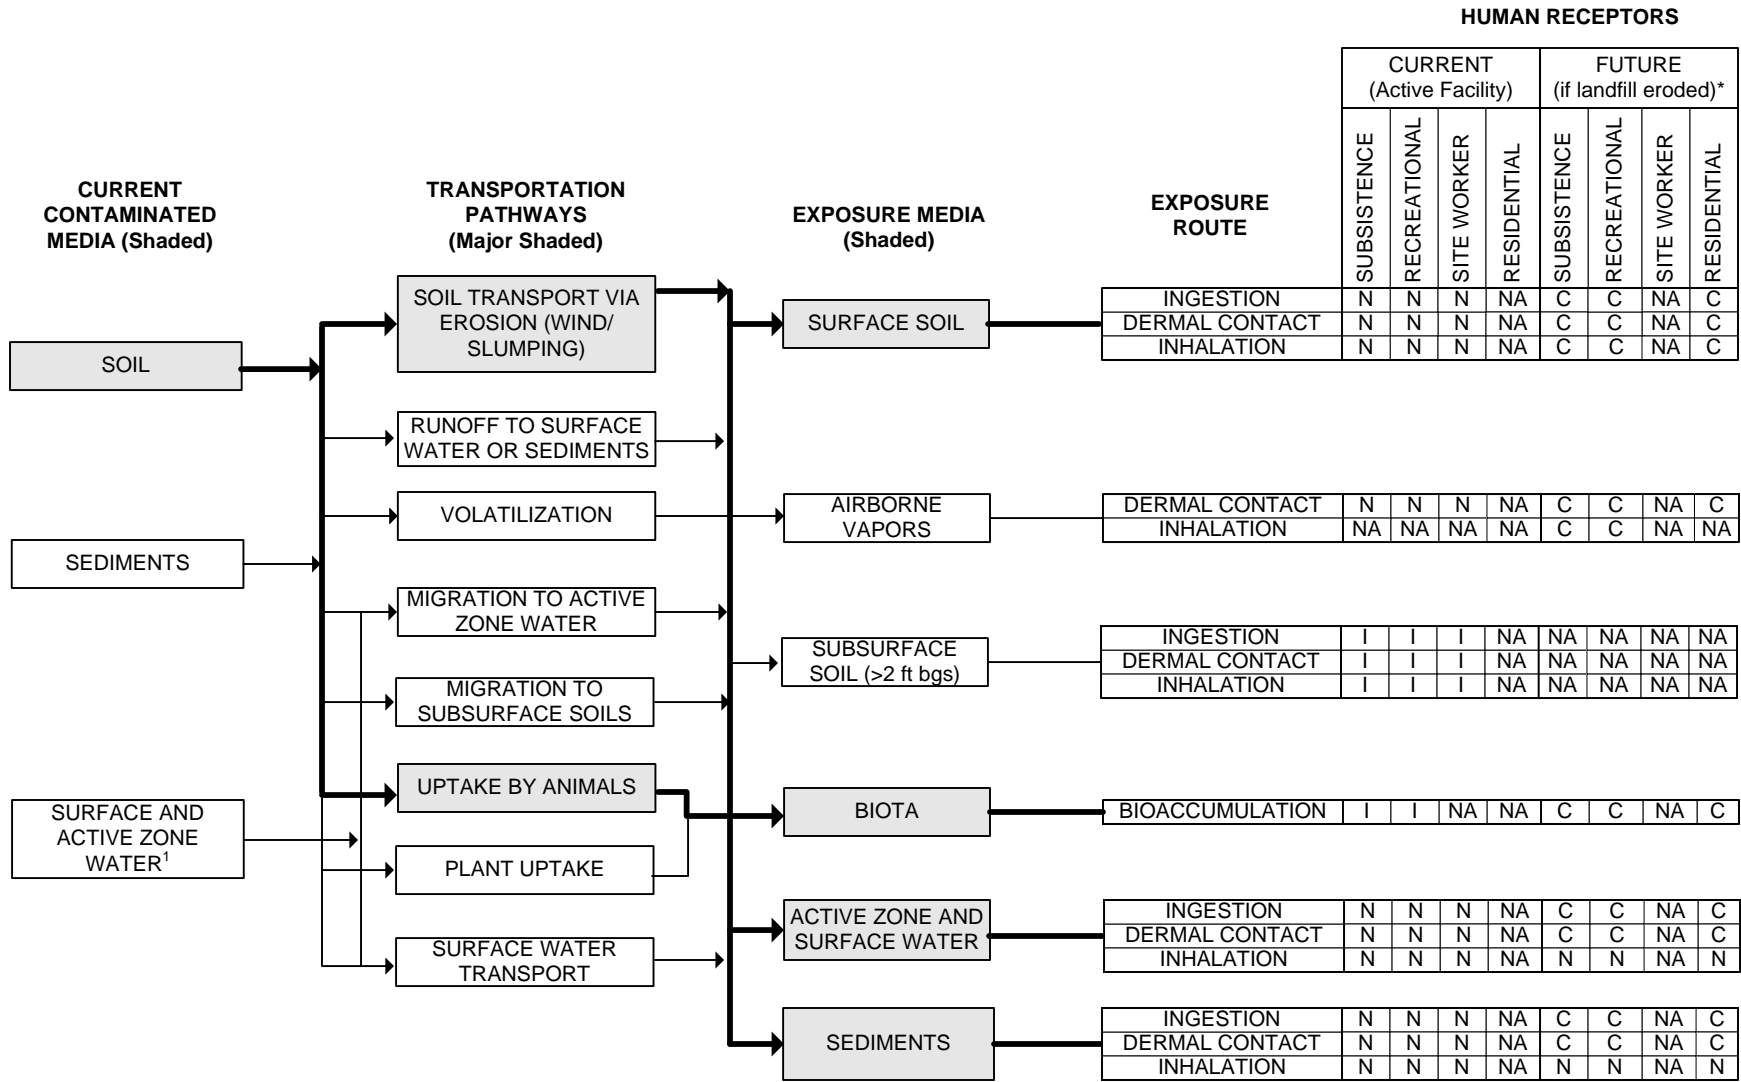 HUMAN RECEPTORS
CURRENT
(Active Facility)
FUTURE
(if landfill eroded)*
SUBSISTENCE
RECREATIONAL
SITE WORKER
RESIDENTIAL
SUBSISTENCE
RECREATIONAL
SITE WORKER
RESIDENTIAL
CURRENT
CONTAMINATED
MEDIA (Shaded)
TRANSPORTATION
PATHWAYS
(Major Shaded)
EXPOSURE MEDIA
(Shaded)
EXPOSURE
ROUTE
SOIL
SEDIMENTS
SURFACE AND
ACTIVE ZONE
WATER¹
SOIL TRANSPORT VIA
EROSION (WIND/
SLUMPING)
RUNOFF TO SURFACE
WATER OR SEDIMENTS
VOLATILIZATION
MIGRATION TO ACTIVE
ZONE WATER
MIGRATION TO
SUBSURFACE SOILS
UPTAKE BY ANIMALS
PLANT UPTAKE
SURFACE WATER
TRANSPORT
SURFACE SOIL
INGESTION N N N NA C C NA C
DERMAL CONTACT N N N NA C C NA C
INHALATION N N N NA C C NA C
AIRBORNE
VAPORS
DERMAL CONTACT N N N NA C C NA C
INHALATION NA NA NA NA C C NA NA
SUBSURFACE
SOIL (>2 ft bgs)
INGESTION I I I NA NA NA NA NA
DERMAL CONTACT I I I NA NA NA NA NA
INHALATION I I I NA NA NA NA NA
BIOTA
BIOACCUMULATION I I NA NA C C NA C
ACTIVE ZONE AND
SURFACE WATER
INGESTION N N N NA C C NA C
DERMAL CONTACT N N N NA C C NA C
INHALATION N N N NA N N NA N
SEDIMENTS
INGESTION N N N NA C C NA C
DERMAL CONTACT N N N NA C C NA C
INHALATION N N N NA N N NA N